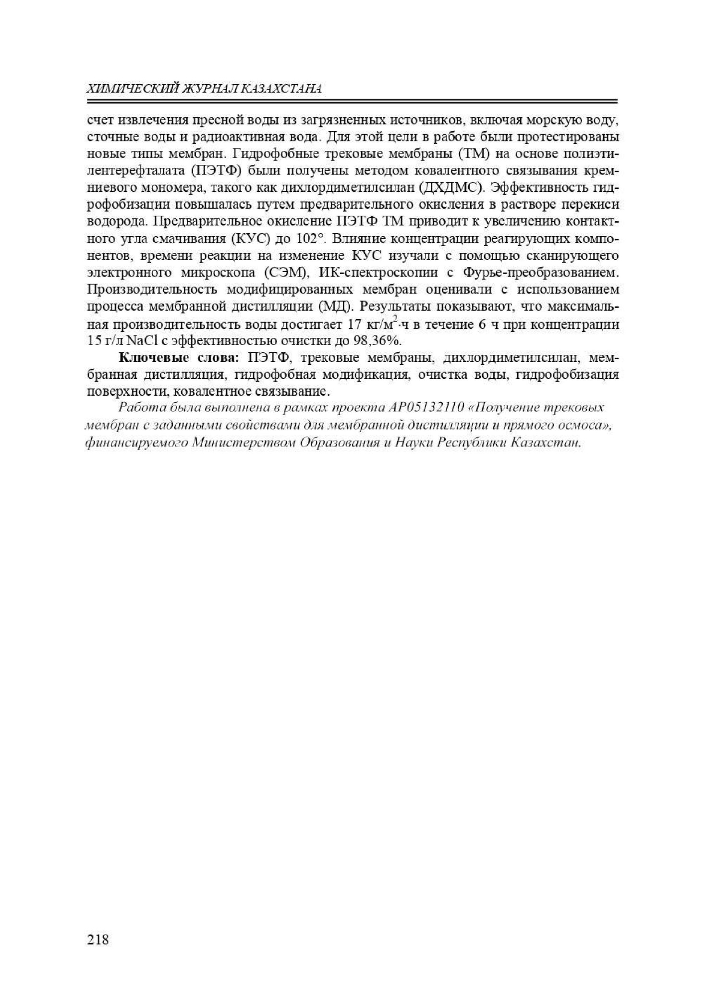 ХИМИЧЕСКИЙ ЖУРНАЛ КАЗАХСТАНА
счет извлечения пресной воды из загрязненных источников, включая морскую воду,
сточные воды и радиоактивная вода. Для этой цели в работе были протестированы
новые типы мембран. Гидрофобные трековые мембраны (ТМ) на основе полиэти-
лентерефталата (ПЭТФ) были получены методом ковалентного связывания крем-
ниевого мономера, такого как дихлордиметилсилан (ДХДМС). Эффективность гид-
рофобизации повышалась путем предварительного окисления в растворе перекиси
водорода. Предварительное окисление ПЭТФ ТМ приводит к увеличению контакт-
ного угла смачивания (КУС) до 102°. Влияние концентрации реагирующих компо-
нентов, времени реакции на изменение КУС изучали с помощью сканирующего
электронного микроскопа (СЭМ), ИК-спектроскопии с Фурье-преобразованием.
Производительность модифицированных мембран оценивали с использованием
процесса мембранной дистилляции (МД). Результаты показывают, что максималь-
ная производительность воды достигает 17 кг/м²·ч в течение 6 ч при концентрации
15 г/л NaCl с эффективностью очистки до 98,36%.
Ключевые слова: ПЭТФ, трековые мембраны, дихлордиметилсилан, мем-
бранная дистилляция, гидрофобная модификация, очистка воды, гидрофобизация
поверхности, ковалентное связывание.
Работа была выполнена в рамках проекта АР05132110 «Получение трековых
мембран с заданными свойствами для мембранной дистилляции и прямого осмоса»,
финансируемого Министерством Образования и Науки Республики Казахстан.
218